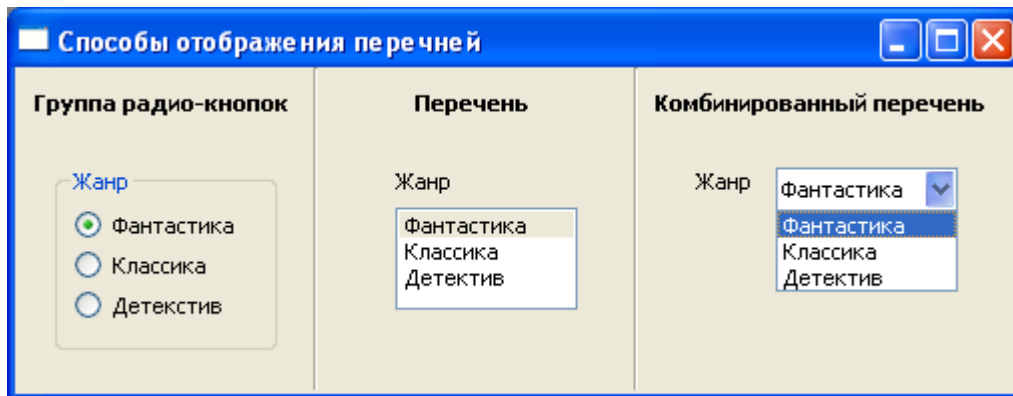 Способы отображения перечней
Группа радио-кнопок
Жанр
Фантастика
Классика
Детекстив
Перечень
Жанр
Фантастика
Классика
Детектив
Комбинированный перечень
Жанр
Фантастика
Фантастика
Классика
Детектив